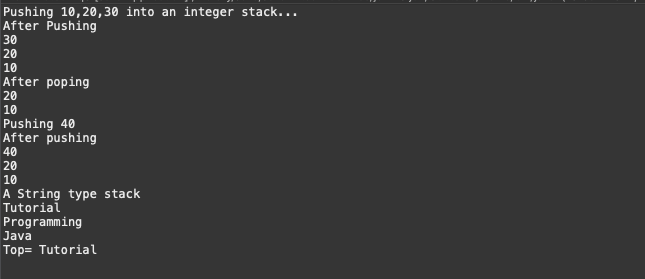 Pushing 10,20,30 into an integer stack...
After Pushing
30
20
10
After poping
20
10
Pushing 40
After pushing
40
20
10
A String type stack
Tutorial
Programming
Java
Top= Tutorial